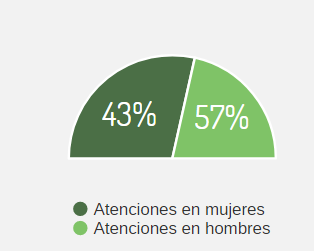 43%
57%
Atenciones en mujeres
Atenciones en hombres